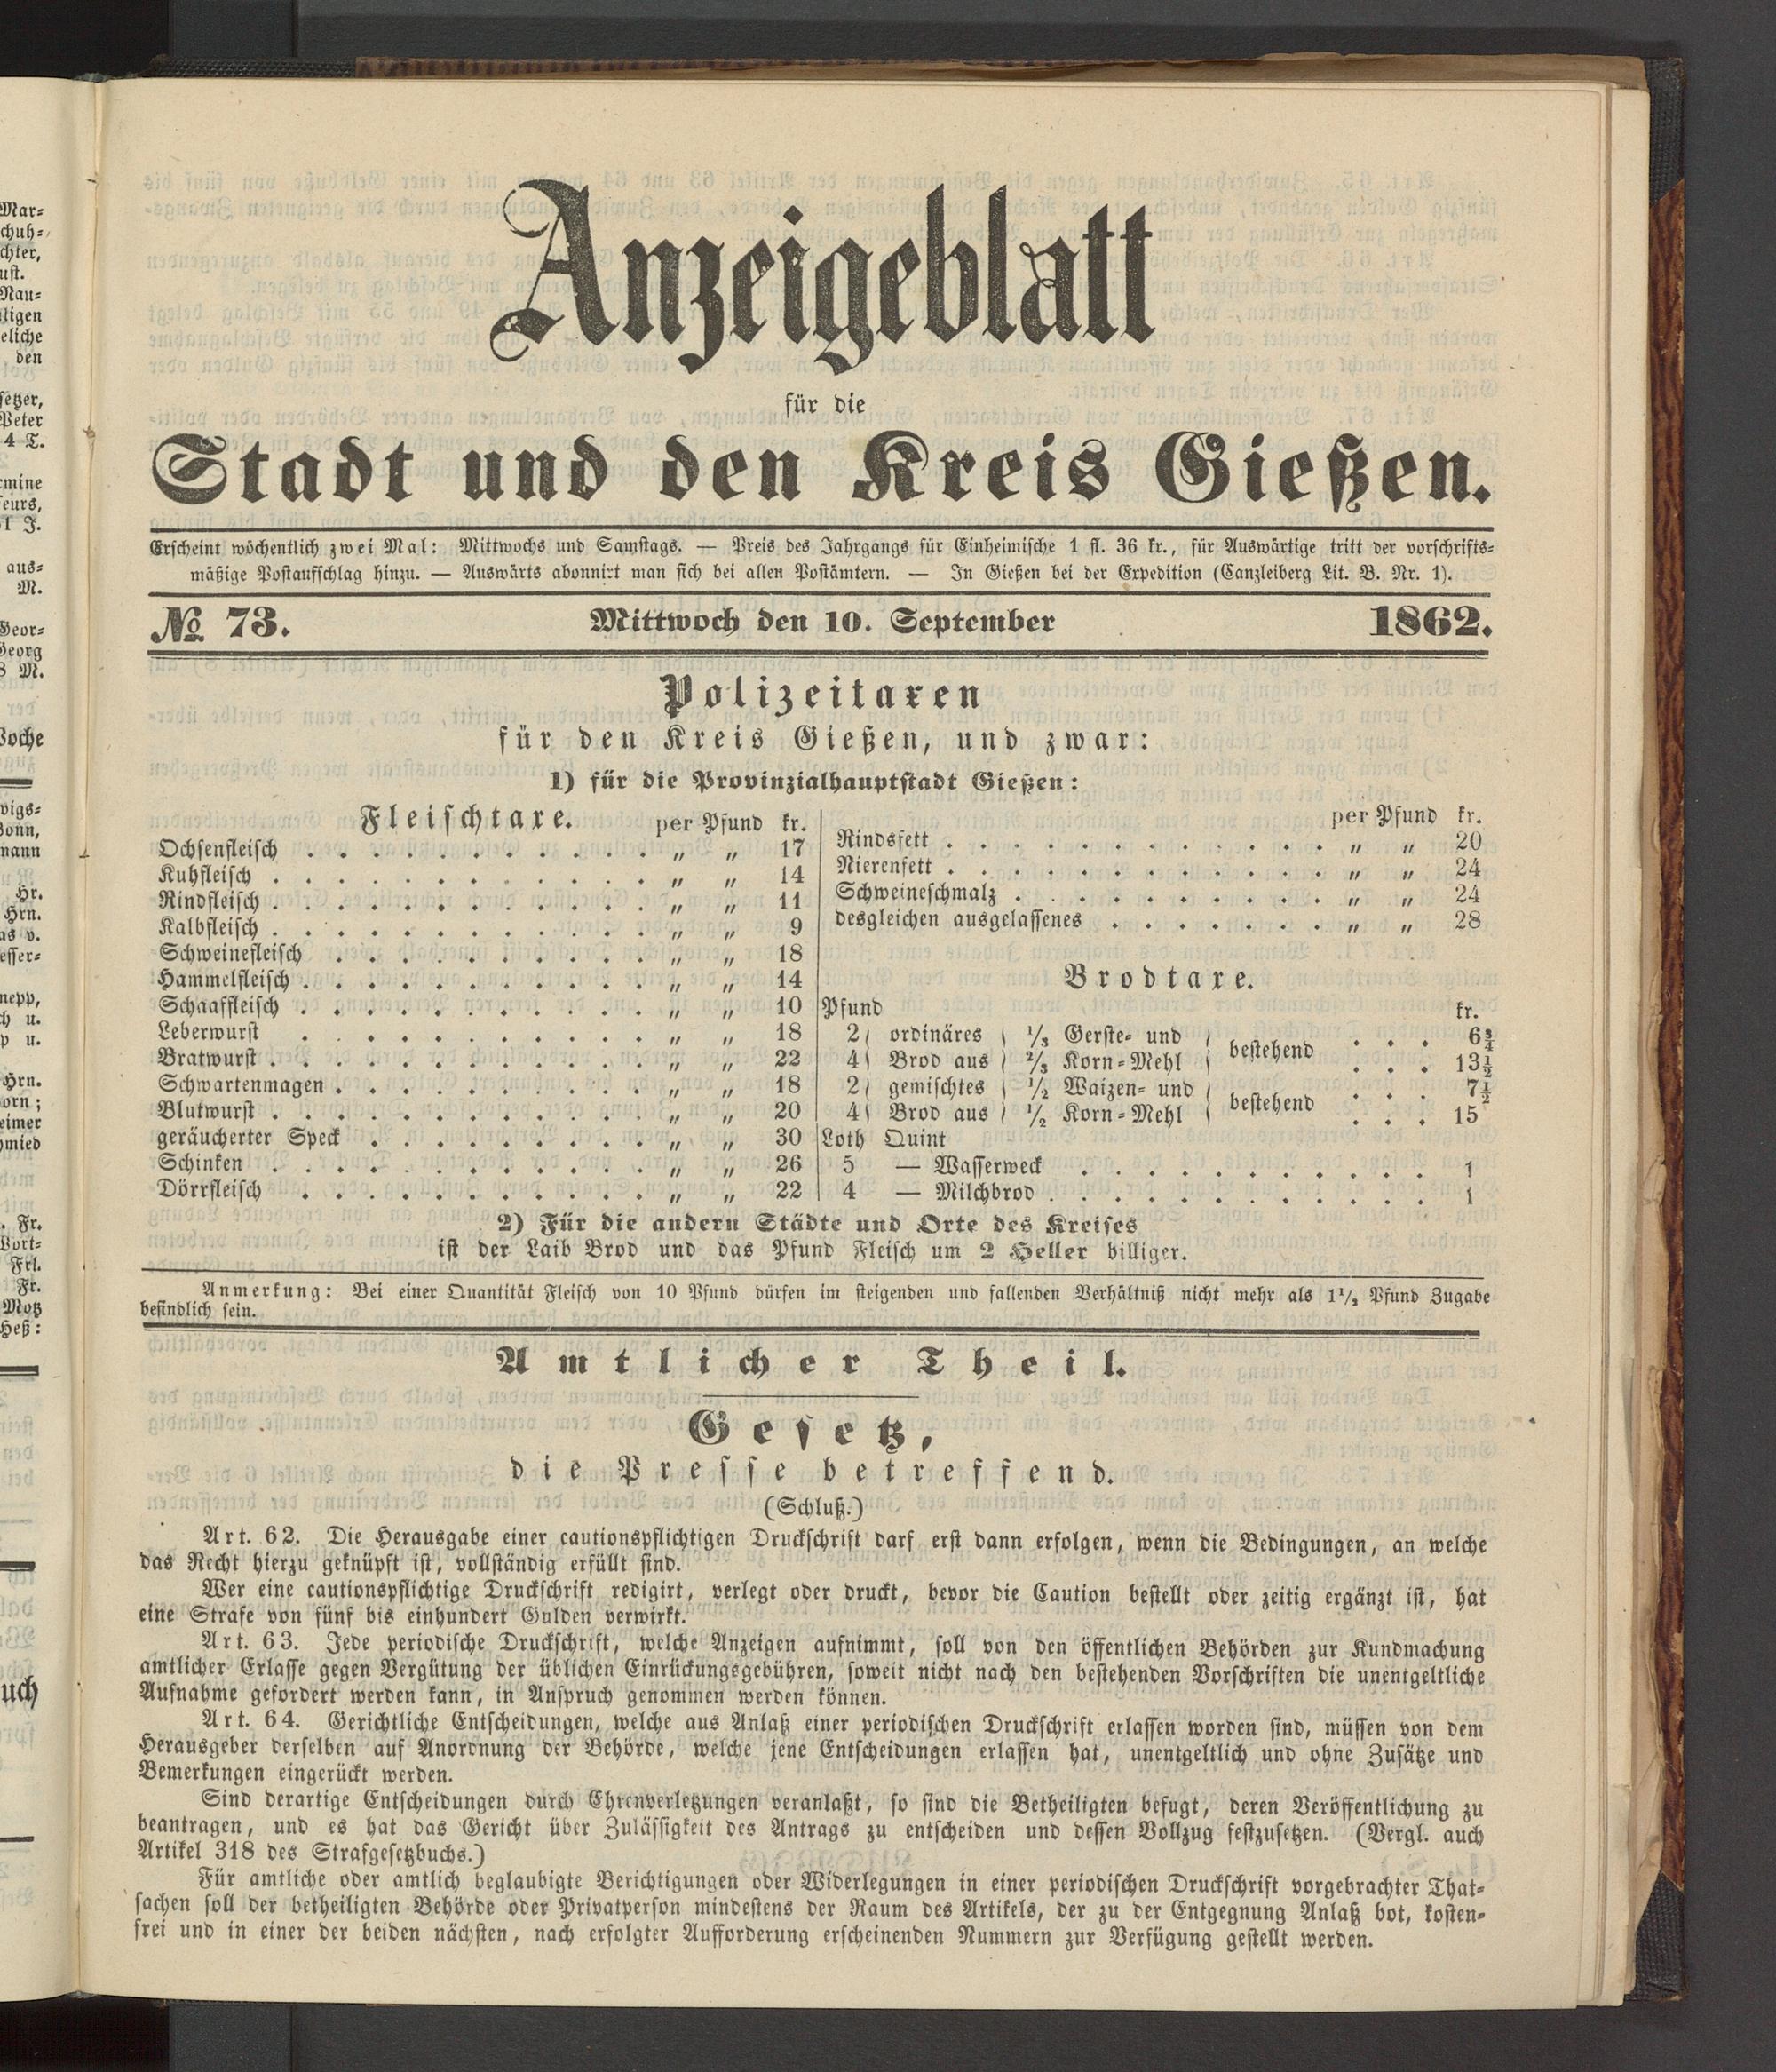 Anzeigeblatt
für die
Stadt und den Kreis Gießen.
Erscheint wöchentlich zwei Mal: Mittwochs und Samstags. — Preis des Jahrgangs für Einheimische 1 fl. 36 kr., für Auswärtige tritt der vorschrifts-
mäßige Postaufschlag hinzu. — Auswärts abonnirt man sich bei allen Postämtern. — In Gießen bei der Expedition (Canzleiberg Lit. B. Nr. 1).
№ 73. Mittwoch den 10. September 1862.
Polizeitaxen
für den Kreis Gießen, und zwar:
1) für die Provinzialhauptstadt Gießen:
Fleischtaxe. per Pfund kr.
Ochsenfleisch . . . „ „ 17
Kuhfleisch . . . „ „ 14
Rindfleisch . . . „ „ 11
Kalbfleisch . . . „ „ 9
Schweinefleisch . . . „ „ 18
Hammelfleisch . . . „ „ 14
Schaaffleisch . . . „ „ 10
Leberwurst . . . „ „ 18
Bratwurst . . . „ „ 22
Schwartenmagen . . . „ „ 18
Blutwurst . . . „ „ 20
geräucherter Speck . . . „ „ 30
Schinken . . . „ „ 26
Dörrfleisch . . . „ „ 22
per Pfund kr.
Rindsfett . . . „ „ 20
Nierenfett . . . „ „ 24
Schweineschmalz . . . „ „ 24
desgleichen ausgelassenes . . . „ „ 28
Brodtaxe.
Pfund kr.
2 ordinäres 1/3 Gerste- und bestehend . . . 6¾
4 Brod aus 2/3 Korn-Mehl . . . 13½
2 gemischtes 1/2 Waizen- und bestehend . . . 7½
4 Brod aus 1/2 Korn-Mehl . . . 15
Loth Quint
5 — Wasserweck . . . 1
4 — Milchbrod . . . 1
2) Für die andern Städte und Orte des Kreises
ist der Laib Brod und das Pfund Fleisch um 2 Heller billiger.
Anmerkung: Bei einer Quantität Fleisch von 10 Pfund dürfen im steigenden und fallenden Verhältniß nicht mehr als 1½ Pfund Zugabe
befindlich sein.
Amtlicher Theil.
Gesetz,
die Presse betreffend.
(Schluß.)
Art. 62. Die Herausgabe einer cautionspflichtigen Druckschrift darf erst dann erfolgen, wenn die Bedingungen, an welche
das Recht hierzu geknüpft ist, vollständig erfüllt sind.
Wer eine cautionspflichtige Druckschrift redigirt, verlegt oder druckt, bevor die Caution bestellt oder zeitig ergänzt ist, hat
eine Strafe von fünf bis einhundert Gulden verwirkt.
Art. 63. Jede periodische Druckschrift, welche Anzeigen aufnimmt, soll von den öffentlichen Behörden zur Kundmachung
amtlicher Erlasse gegen Vergütung der üblichen Einrückungsgebühren, soweit nicht nach den bestehenden Vorschriften die unentgeltliche
Aufnahme gefordert werden kann, in Anspruch genommen werden können.
Art. 64. Gerichtliche Entscheidungen, welche aus Anlaß einer periodischen Druckschrift erlassen worden sind, müssen von dem
Herausgeber derselben auf Anordnung der Behörde, welche jene Entscheidungen erlassen hat, unentgeltlich und ohne Zusätze und
Bemerkungen eingerückt werden.
Sind derartige Entscheidungen durch Ehrenverletzungen veranlaßt, so sind die Betheiligten befugt, deren Veröffentlichung zu
beantragen, und es hat das Gericht über Zulässigkeit des Antrags zu entscheiden und dessen Vollzug festzusetzen. (Vergl. auch
Artikel 318 des Strafgesetzbuchs.)
Für amtliche oder amtlich beglaubigte Berichtigungen oder Widerlegungen in einer periodischen Druckschrift vorgebrachter That-
sachen soll der betheiligten Behörde oder Privatperson mindestens der Raum des Artikels, der zu der Entgegnung Anlaß bot, kosten-
frei und in einer der beiden nächsten, nach erfolgter Aufforderung erscheinenden Nummern zur Verfügung gestellt werden.